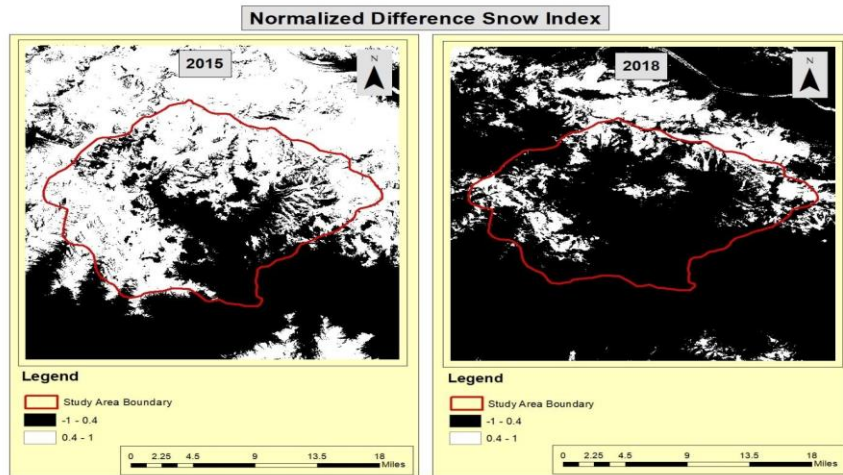 Normalized Difference Snow Index
2015
N
Legend
Study Area Boundary
-1 - 0.4
0.4 - 1
0 2.25 4.5 9 13.5 18
Miles
2018
N
Legend
Study Area Boundary
-1 - 0.4
0.4 - 1
0 2.25 4.5 9 13.5 18
Miles